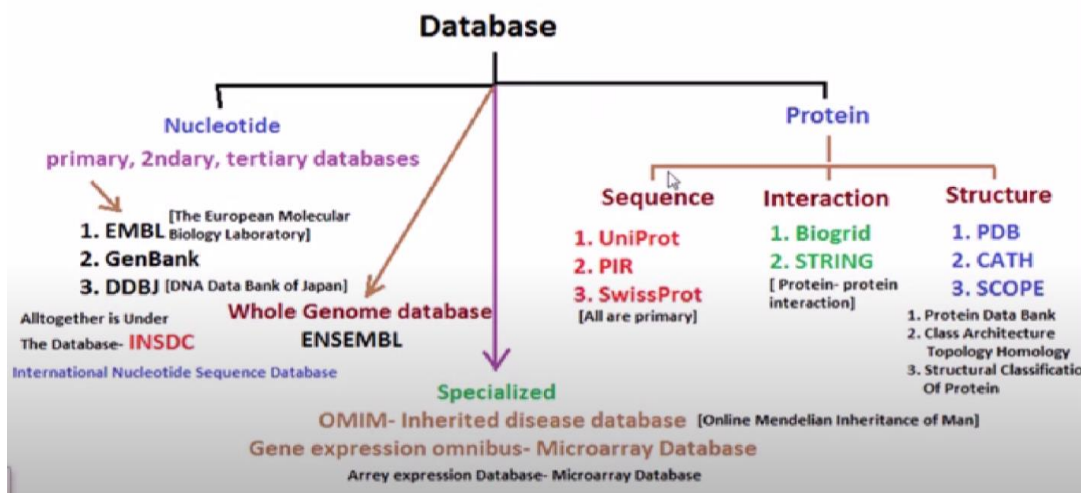 Database
Nucleotide
primary, 2ndary, tertiary databases
1. EMBL [The European Molecular
Biology Laboratory]
2. GenBank
3. DDBJ [DNA Data Bank of Japan]
Alltogether is Under
The Database- INSDC
International Nucleotide Sequence Database
Whole Genome database
ENSEMBL
Specialized
OMIM- Inherited disease database [Online Mendelian Inheritance of Man]
Gene expression omnibus- Microarray Database
Arrey expression Database- Microarray Database
Protein
Sequence
1. UniProt
2. PIR
3. SwissProt
[All are primary]
Interaction
1. Biogrid
2. STRING
[ Protein- protein
interaction]
Structure
1. PDB
2. CATH
3. SCOPE
1. Protein Data Bank
2. Class Architecture
Topology Homology
3. Structural Classificatio
Of Protein